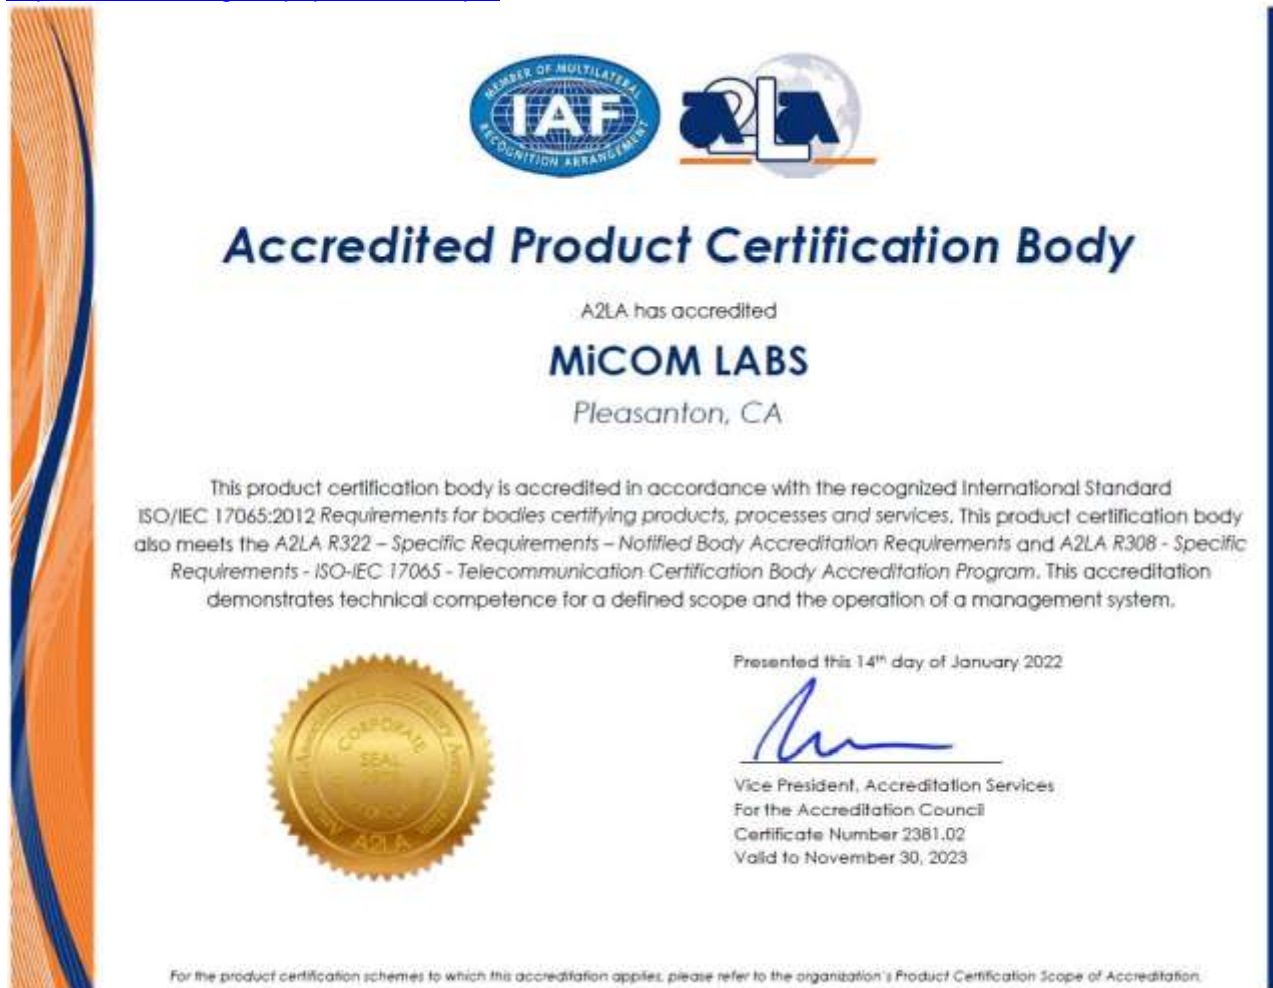 MEMBER OF MULTILATERAL
IAF
RECOGNITION ARRANGEMENT
a2La
Accredited Product Certification Body
A2LA has accredited
MiCOM LABS
Pleasanton, CA
This product certification body is accredited in accordance with the recognized International Standard
ISO/IEC 17065:2012 Requirements for bodies certifying products, processes and services. This product certification body
also meets the A2LA R322 – Specific Requirements – Notified Body Accreditation Requirements and A2LA R308 - Specific
Requirements - ISO-IEC 17065 - Telecommunication Certification Body Accreditation Program. This accreditation
demonstrates technical competence for a defined scope and the operation of a management system.
Presented this 14th day of January 2022
CORPORATE
SEAL
A2LA
Vice President, Accreditation Services
For the Accreditation Council
Certificate Number 2381.02
Valid to November 30, 2023
For the product certification schemes to which this accreditation applies, please refer to the organization's Product Certification Scope of Accreditation.